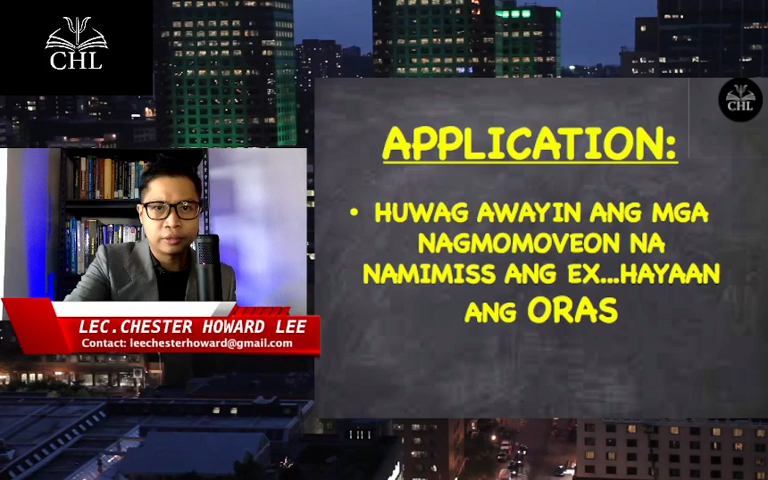 CHL
CHL
APPLICATION:
• HUWAG AWAYIN ANG MGA
NAGMOMOVEON NA
NAMIMISS ANG EX...HAYAAN
ANG ORAS
LEC.CHESTER HOWARD LEE
Contact: leechesterhoward@gmail.com